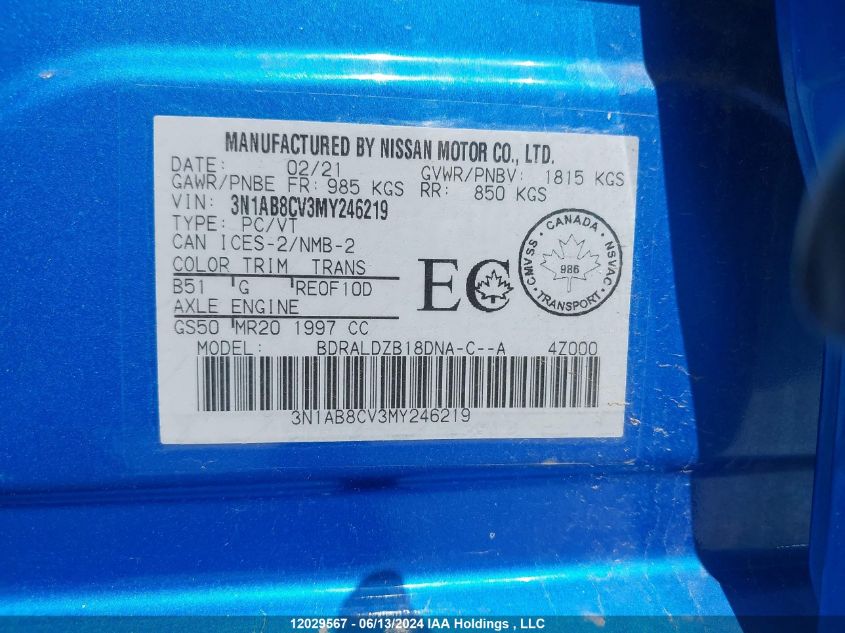 MANUFACTURED BY NISSAN MOTOR CO., LTD.
DATE: 02/21 GVWR/PNBV: 1815 KGS
GAWR/PNBE FR: 985 KGS RR: 850 KGS
VIN: 3N1AB8CV3MY246219
TYPE: PC/VT
CAN ICES-2/NMB-2
COLOR TRIM TRANS
B51 G RE0F10D
AXLE ENGINE
GS50 MR20 1997 CC
EC
CANADA
CMVSS NSVAC
986
TRANSPORT
MODEL: BDRALDZB18DNA-C--A 4Z000
3N1AB8CV3MY246219
12029567 - 06/13/2024 IAA Holdings , LLC